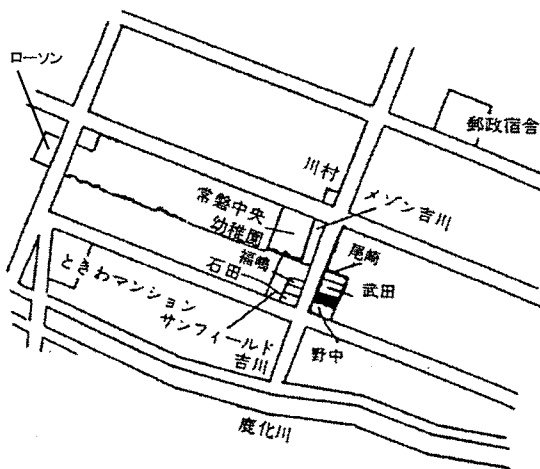 ローソン
郵政宿舎
川村
メゾン吉川
常磐中央
幼稚園
尾崎
福嶋
石田
武田
ときわマンション
サンフィールド
吉川
野中
鹿化川